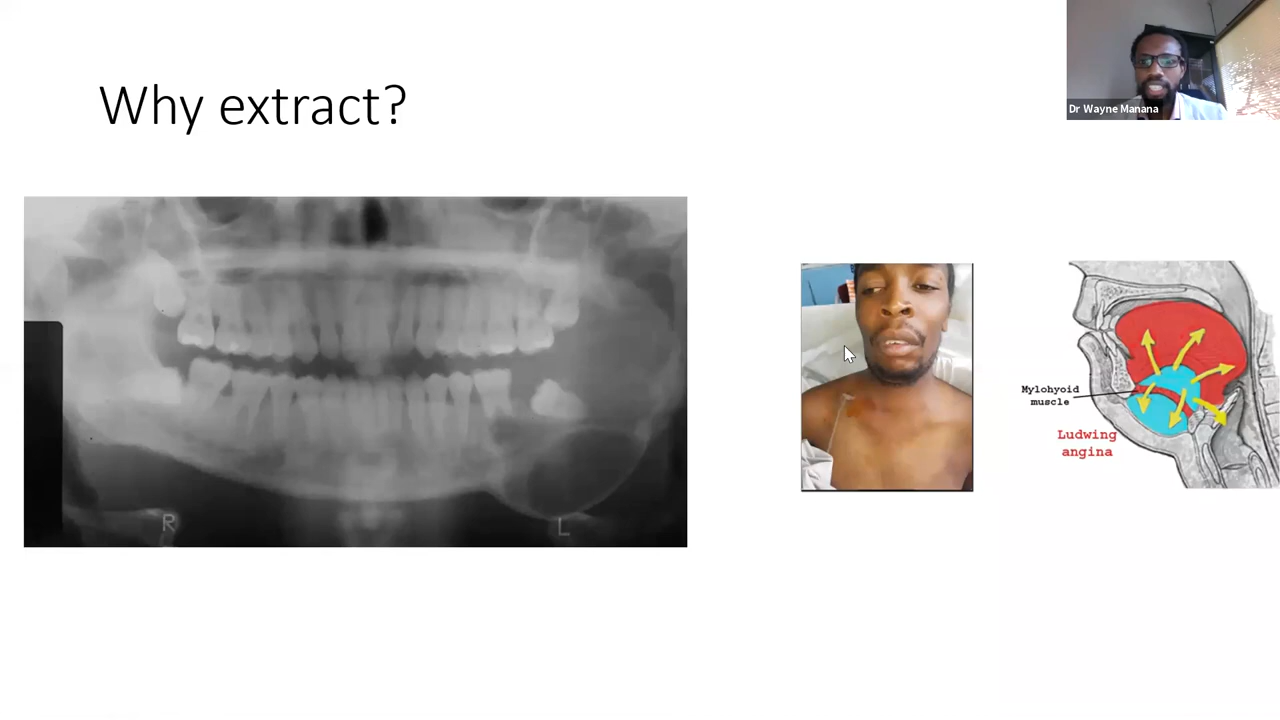 Why extract?
Dr Wayne Manana
Mylohyoid
muscle
Ludwing
angina
R
L